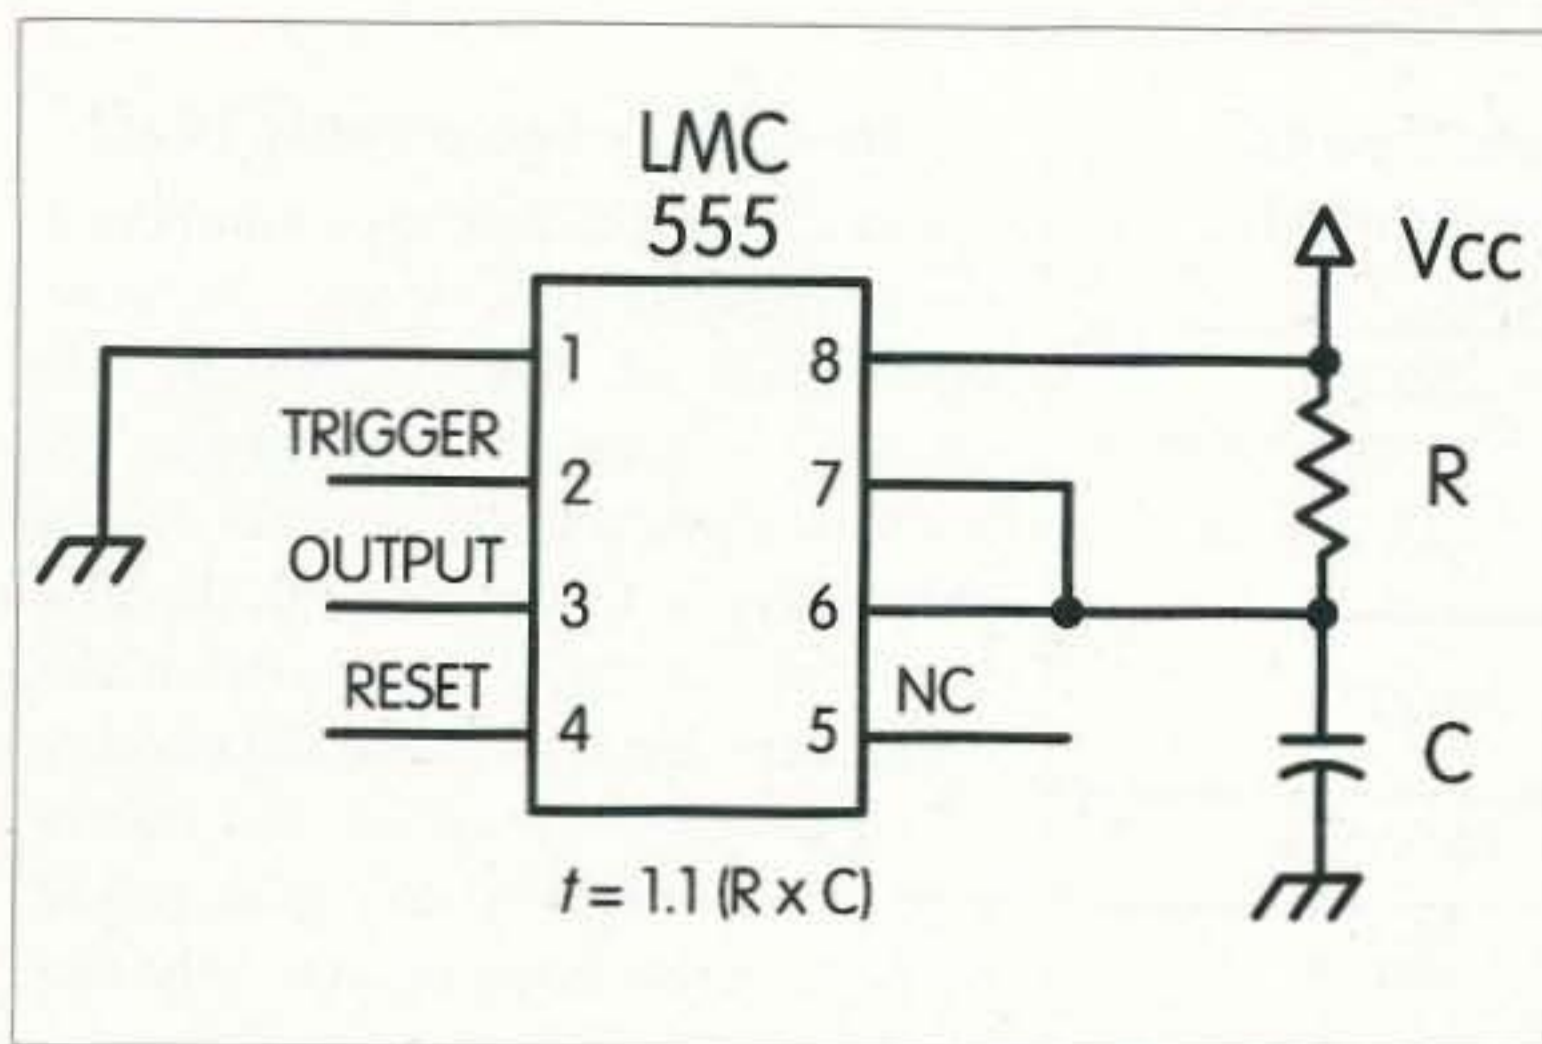 LMC
555
Vcc
1
8
TRIGGER
2
7
R
OUTPUT
3
6
RESET
4
NC
5
C
t = 1.1 (R x C)